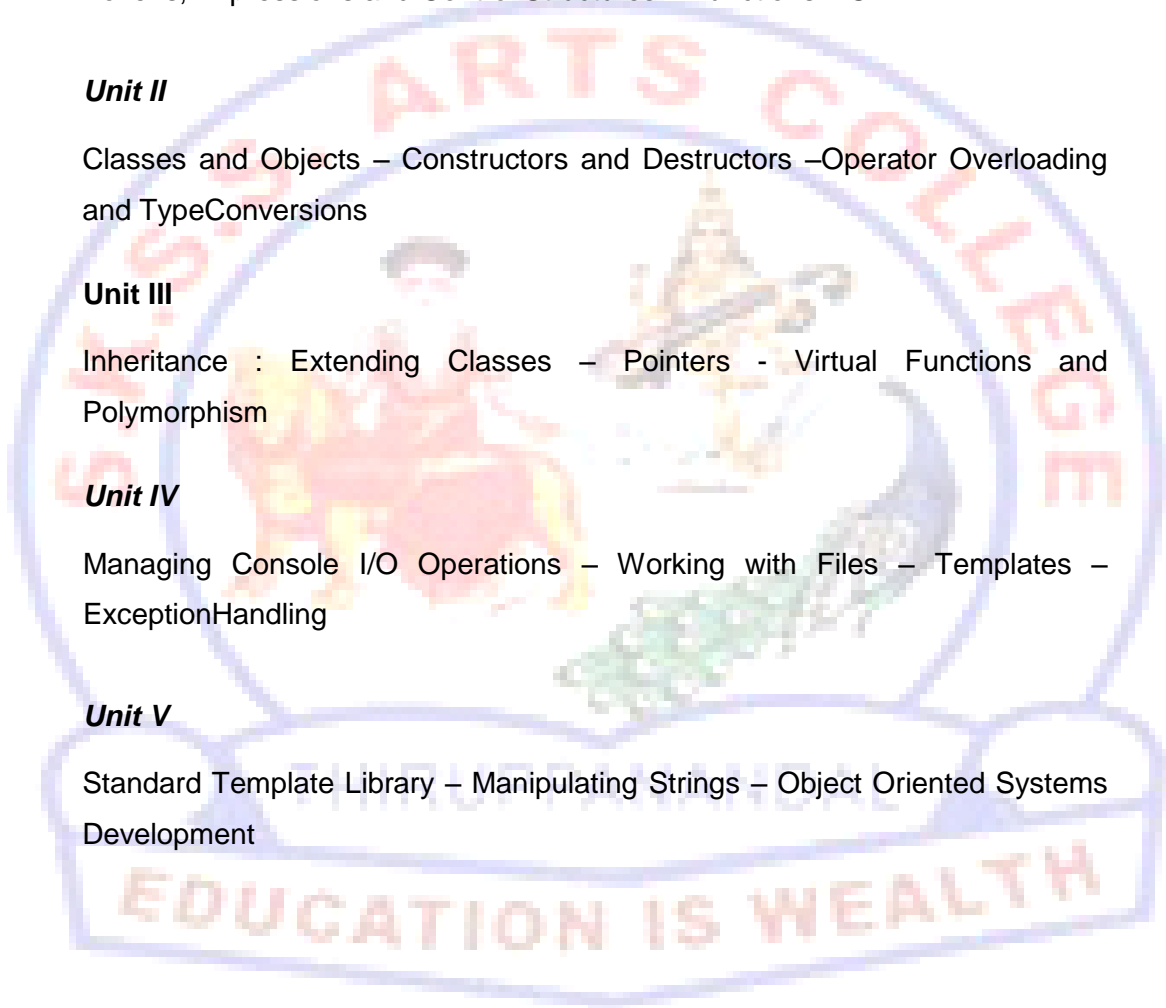 Unit II
Classes and Objects – Constructors and Destructors –Operator Overloading
and TypeConversions
Unit III
Inheritance : Extending Classes – Pointers - Virtual Functions and
Polymorphism
Unit IV
Managing Console I/O Operations – Working with Files – Templates –
ExceptionHandling
Unit V
Standard Template Library – Manipulating Strings – Object Oriented Systems
Development
S.K.S.S ARTS COLLEGE
EDUCATION IS WEALTH